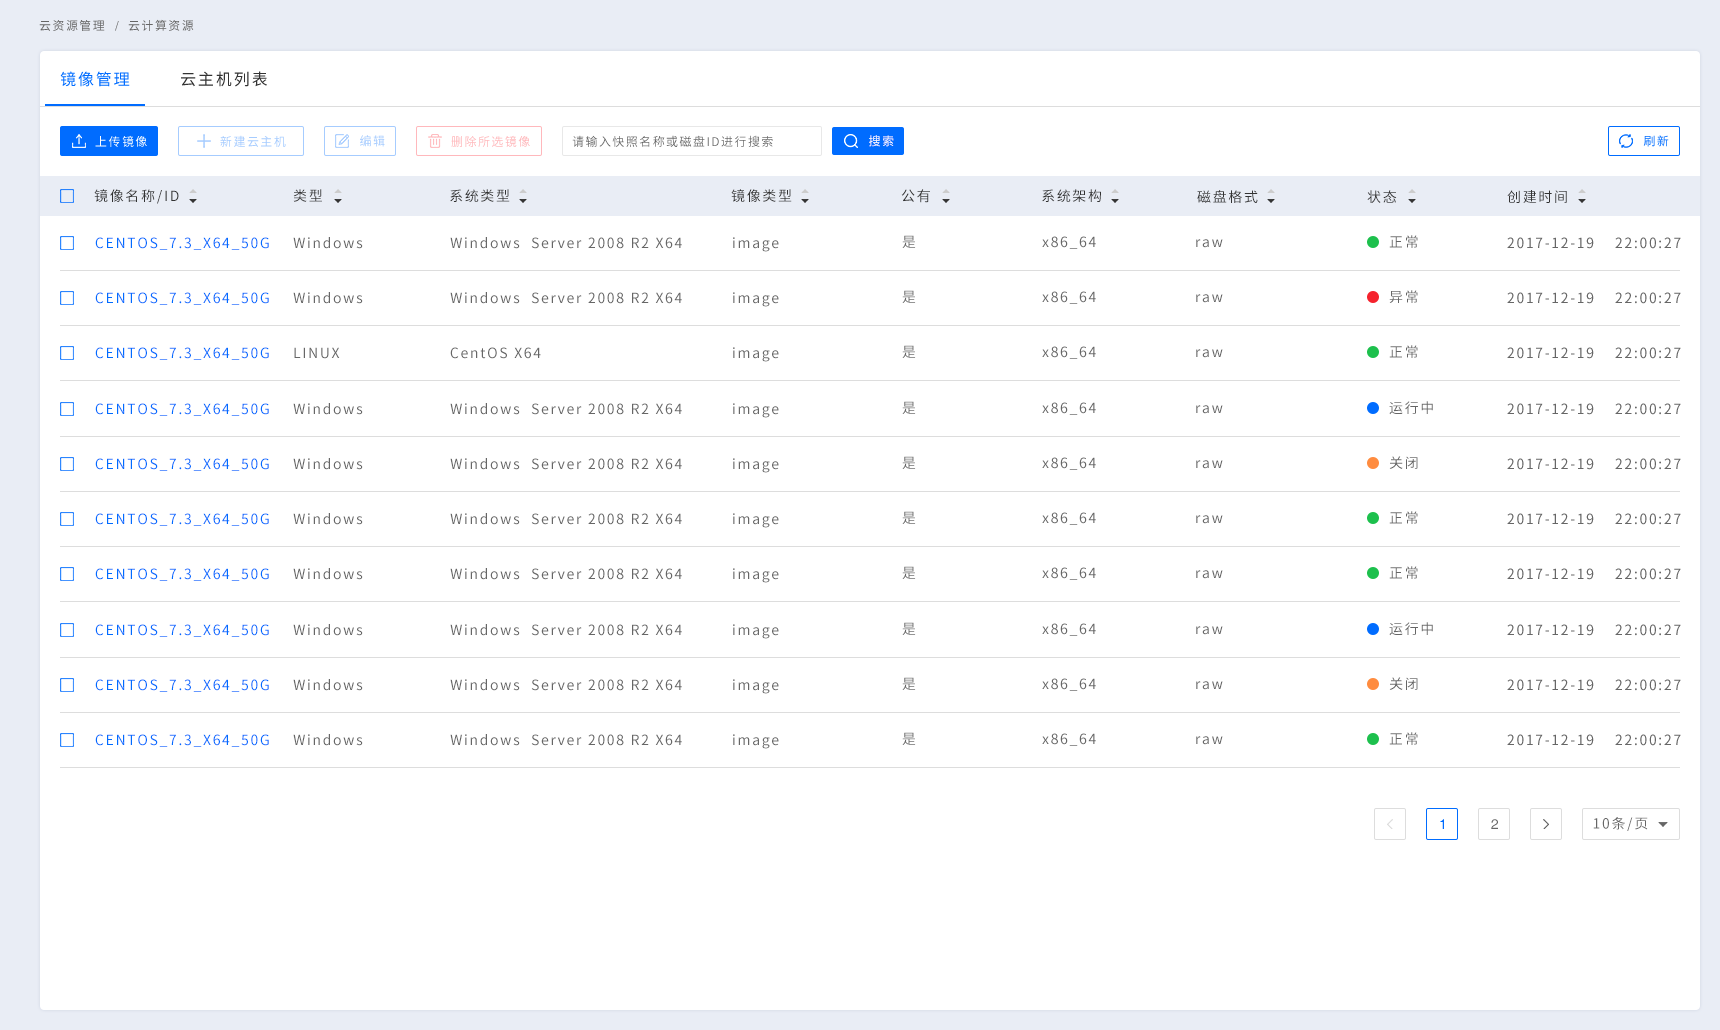 云资源管理 / 云计算资源
镜像管理 云主机列表
上传镜像 新建云主机 编辑 删除所选镜像 请输入快照名称或磁盘ID进行搜索 搜索 刷新
镜像名称/ID 类型 系统类型 镜像类型 公有 系统架构 磁盘格式 状态 创建时间
CENTOS_7.3_X64_50G Windows Windows Server 2008 R2 X64 image 是 x86_64 raw 正常 2017-12-19 22:00:27
CENTOS_7.3_X64_50G Windows Windows Server 2008 R2 X64 image 是 x86_64 raw 异常 2017-12-19 22:00:27
CENTOS_7.3_X64_50G LINUX CentOS X64 image 是 x86_64 raw 正常 2017-12-19 22:00:27
CENTOS_7.3_X64_50G Windows Windows Server 2008 R2 X64 image 是 x86_64 raw 运行中 2017-12-19 22:00:27
CENTOS_7.3_X64_50G Windows Windows Server 2008 R2 X64 image 是 x86_64 raw 关闭 2017-12-19 22:00:27
CENTOS_7.3_X64_50G Windows Windows Server 2008 R2 X64 image 是 x86_64 raw 正常 2017-12-19 22:00:27
CENTOS_7.3_X64_50G Windows Windows Server 2008 R2 X64 image 是 x86_64 raw 正常 2017-12-19 22:00:27
CENTOS_7.3_X64_50G Windows Windows Server 2008 R2 X64 image 是 x86_64 raw 运行中 2017-12-19 22:00:27
CENTOS_7.3_X64_50G Windows Windows Server 2008 R2 X64 image 是 x86_64 raw 关闭 2017-12-19 22:00:27
CENTOS_7.3_X64_50G Windows Windows Server 2008 R2 X64 image 是 x86_64 raw 正常 2017-12-19 22:00:27
1 2 10条/页